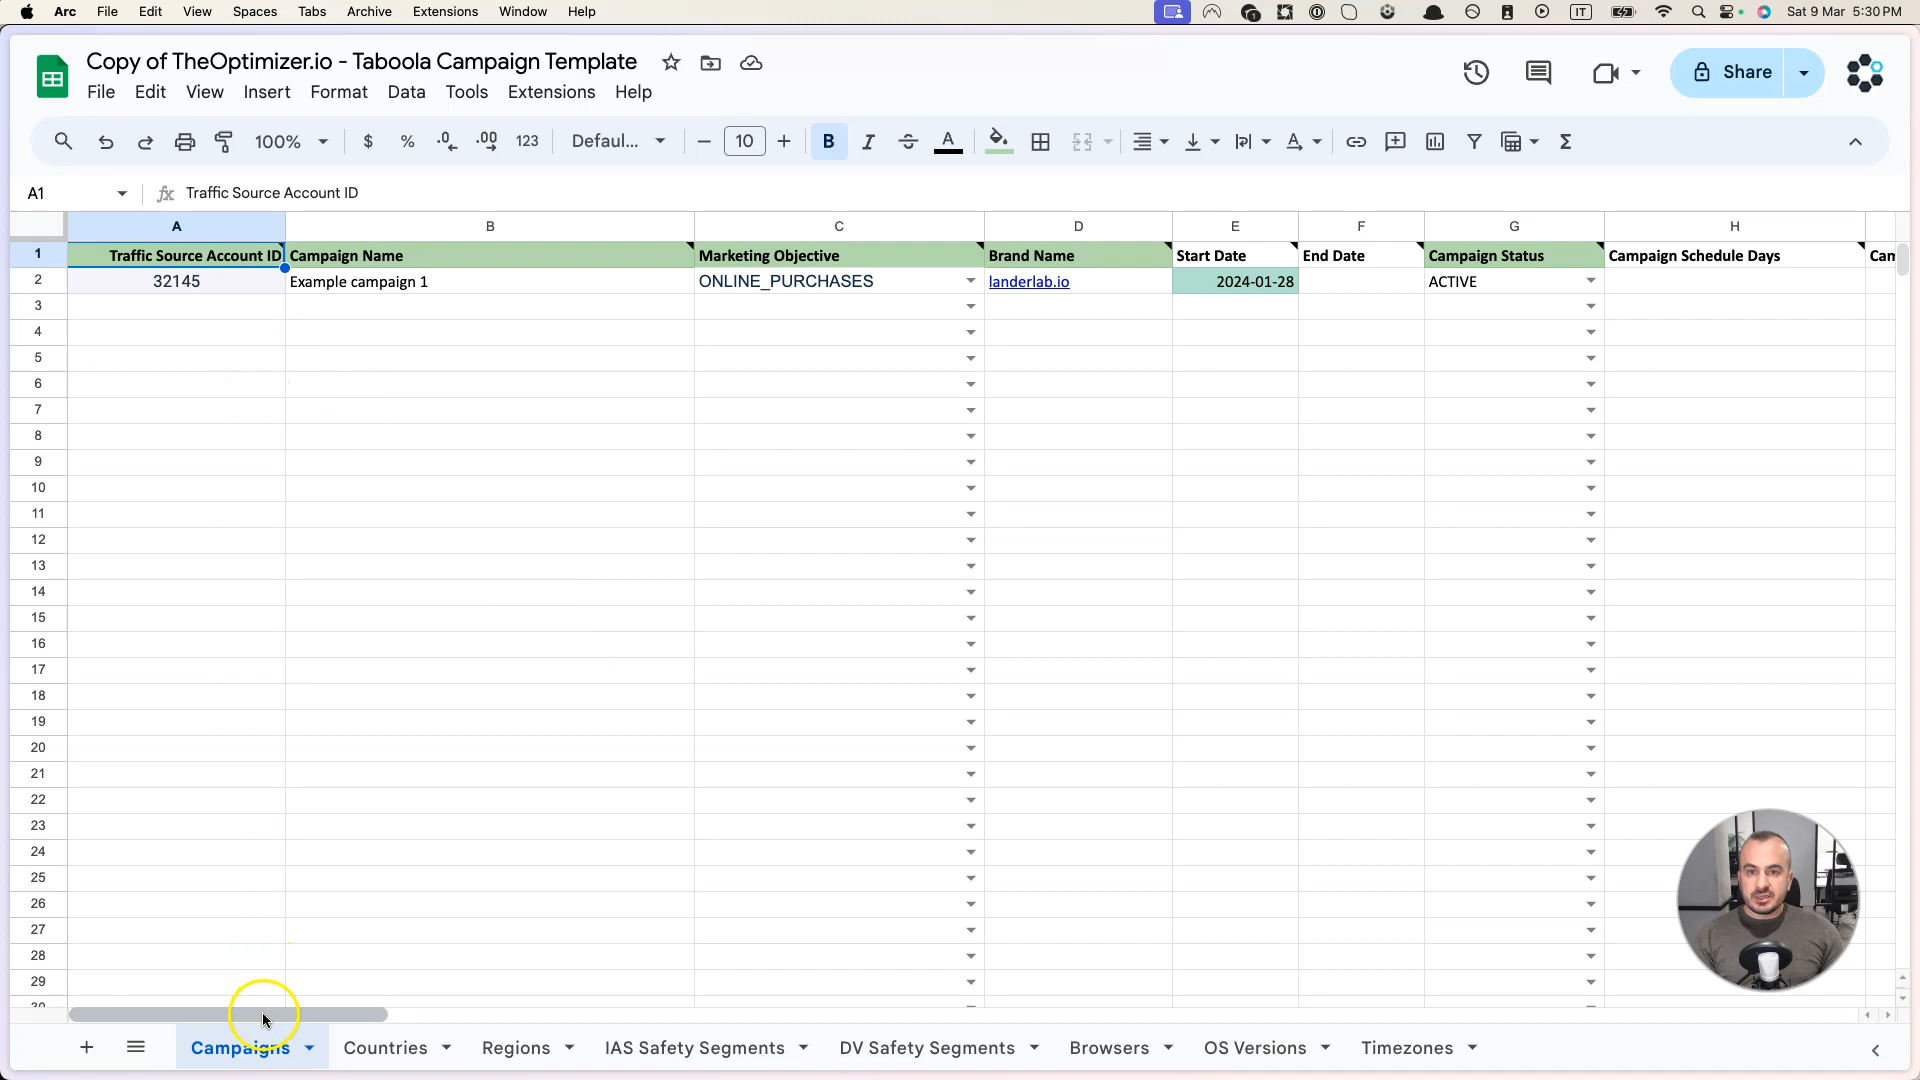 Arc File Edit View Spaces Tabs Archive Extensions Window Help IT Sat 9 Mar 5:30 PM
Copy of TheOptimizer.io - Taboola Campaign Template
File Edit View Insert Format Data Tools Extensions Help
Share
100% $ % .0 .00 123 Defaul... 10 B I A A
A1 fx Traffic Source Account ID
A B C D E F G H
1 Traffic Source Account ID Campaign Name Marketing Objective Brand Name Start Date End Date Campaign Status Campaign Schedule Days Cam
2 32145 Example campaign 1 ONLINE_PURCHASES landerlab.io 2024-01-28 ACTIVE
3
4
5
6
7
8
9
10
11
12
13
14
15
16
17
18
19
20
21
22
23
24
25
26
27
28
29
30
Campaigns Countries Regions IAS Safety Segments DV Safety Segments Browsers OS Versions Timezones